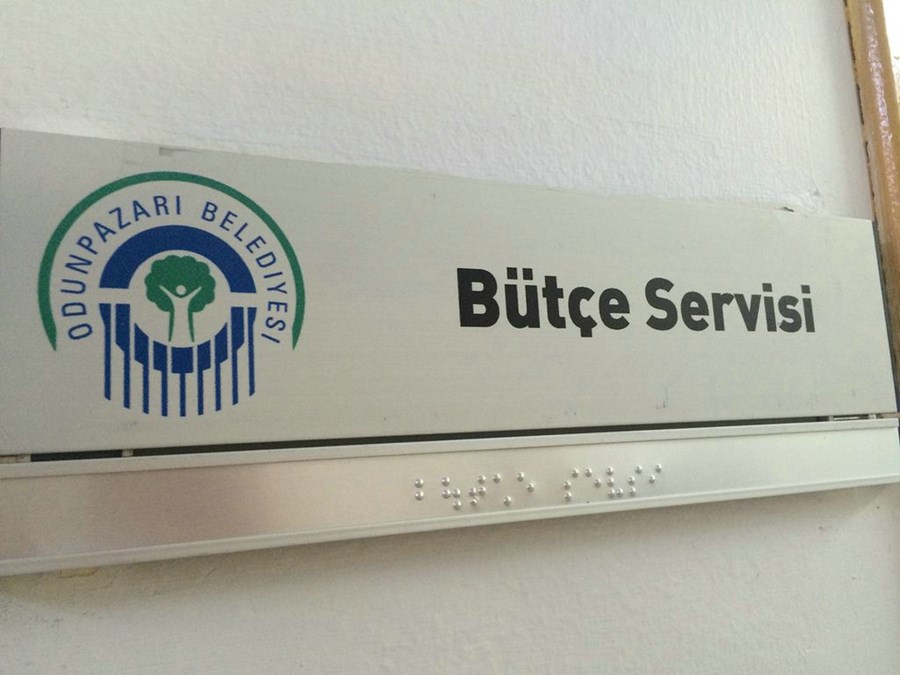 ODUNPAZARI BELEDİYESİ
Bütçe Servisi